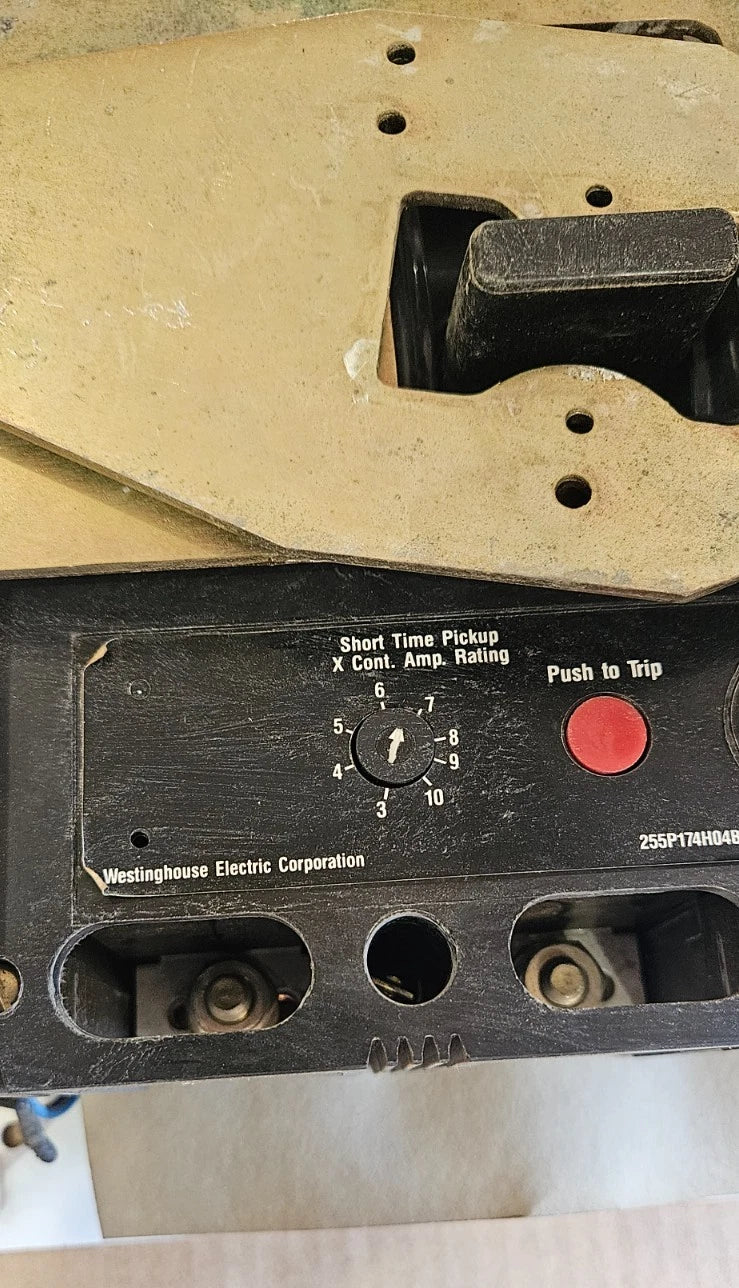 Short Time Pickup
X Cont. Amp. Rating
Push to Trip
6
7
5
8
9
4
10
3
255P174H04B
Westinghouse Electric Corporation